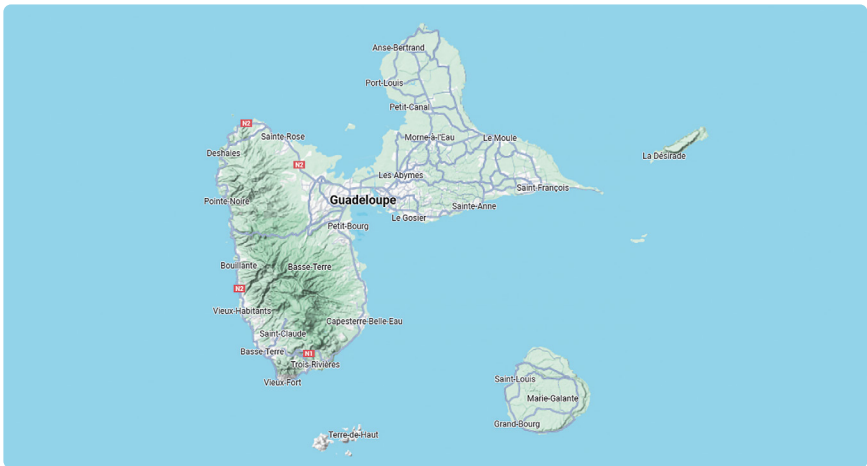 Anse-Bertrand
Port-Louis
Petit-Canal
N2
Sainte-Rose
Morne-à-l'Eau
Le Moule
Deshaies
La Désirade
N2
Les Abymes
Saint-François
Pointe-Noire
Guadeloupe
Sainte-Anne
Le Gosier
Petit-Bourg
Bouillante
Basse-Terre
N2
Vieux-Habitants
Capesterre-Belle-Eau
Saint-Claude
Basse-Terre
N1
Trois-Rivières
Vieux-Fort
Saint-Louis
Marie-Galante
Grand-Bourg
Terre-de-Haut